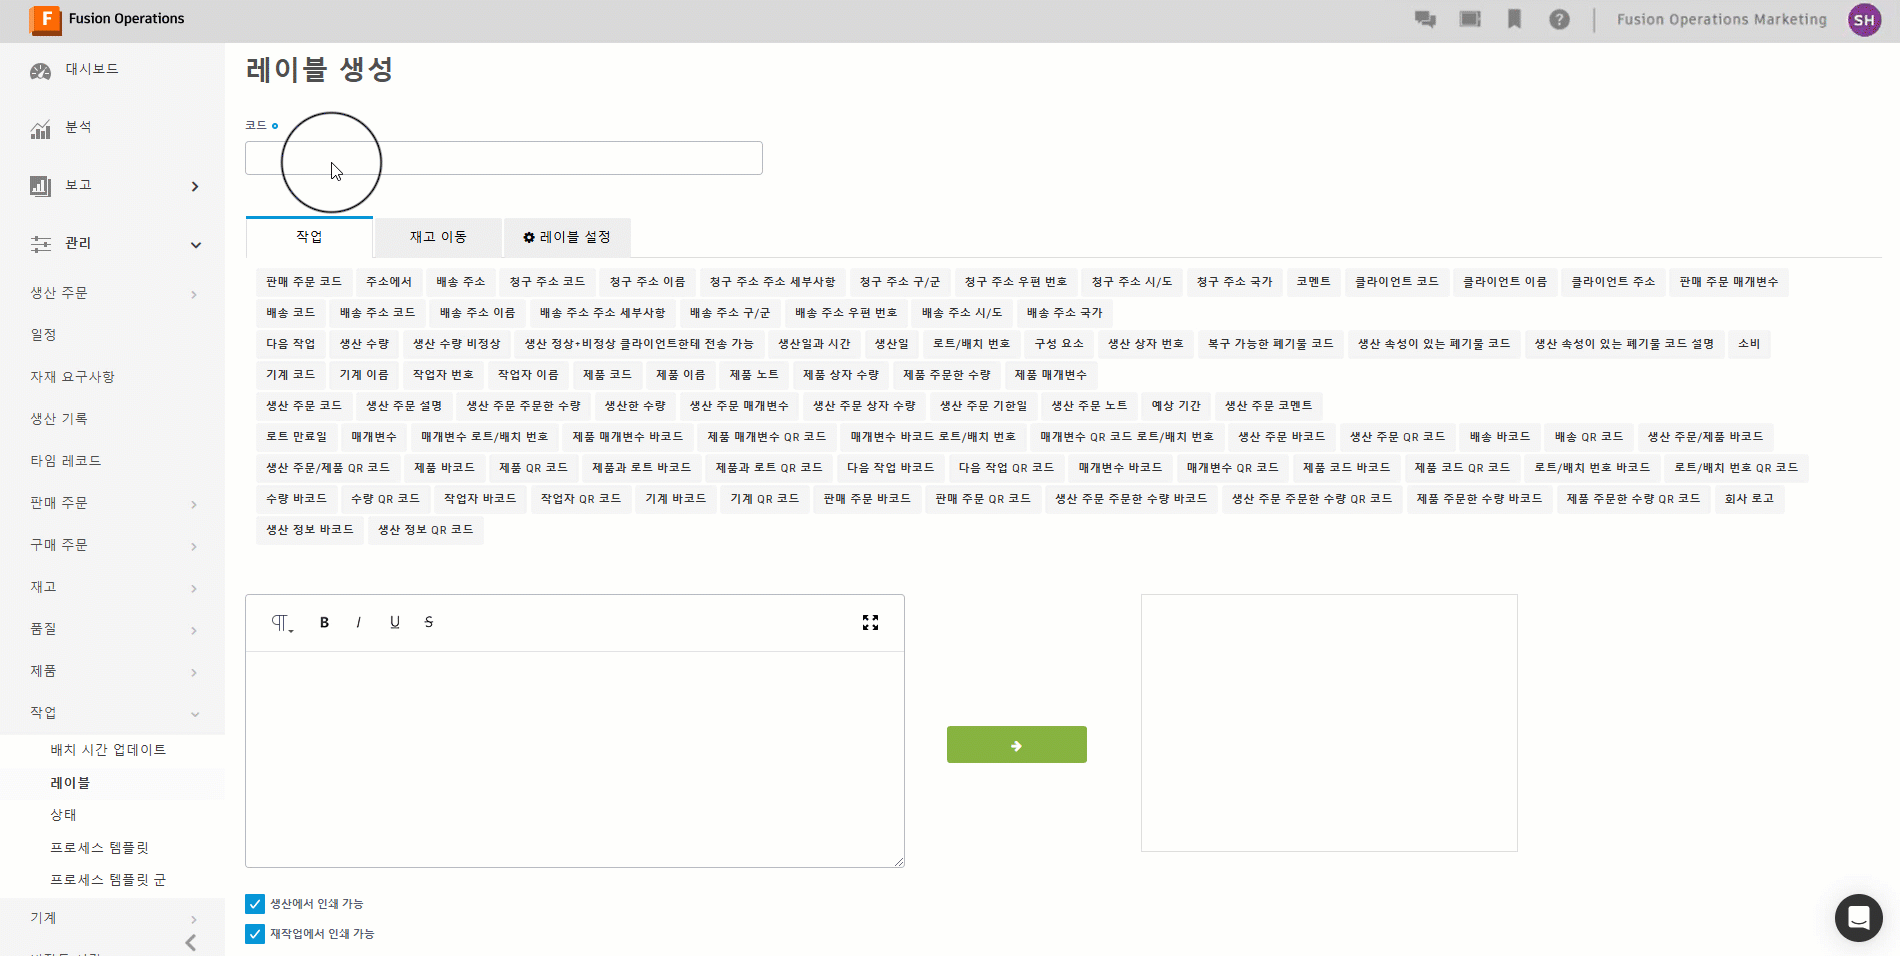 Fusion Operations
Fusion Operations Marketing
SH
대시보드
분석
보고
관리
생산 주문
일정
자재 요구사항
생산 기록
타임 레코드
판매 주문
구매 주문
재고
품질
제품
작업
배치 시간 업데이트
레이블
상태
프로세스 템플릿
프로세스 템플릿 군
기계
레이블 생성
코드
작업 재고 이동 레이블 설정
판매 주문 코드 주소에서 배송 주소 청구 주소 코드 청구 주소 이름 청구 주소 주소 세부사항 청구 주소 구/군 청구 주소 우편 번호 청구 주소 시/도 청구 주소 국가 코멘트 클라이언트 코드 클라이언트 이름 클라이언트 주소 판매 주문 매개변수
배송 코드 배송 주소 코드 배송 주소 이름 배송 주소 주소 세부사항 배송 주소 구/군 배송 주소 우편 번호 배송 주소 시/도 배송 주소 국가
다음 작업 생산 수량 생산 수량 비정상 생산 정상+비정상 클라이언트한테 전송 가능 생산일과 시간 생산일 로트/배치 번호 구성 요소 생산 상자 번호 복구 가능한 폐기물 코드 생산 속성이 있는 폐기물 코드 생산 속성이 있는 폐기물 코드 설명 소비
기계 코드 기계 이름 작업자 번호 작업자 이름 제품 코드 제품 이름 제품 노트 제품 상자 수량 제품 주문한 수량 제품 매개변수
생산 주문 코드 생산 주문 설명 생산 주문 주문한 수량 생산한 수량 생산 주문 매개변수 생산 주문 상자 수량 생산 주문 기한일 생산 주문 노트 예상 기간 생산 주문 코멘트
로트 만료일 매개변수 매개변수 로트/배치 번호 제품 매개변수 바코드 제품 매개변수 QR 코드 매개변수 바코드 로트/배치 번호 매개변수 QR 코드 로트/배치 번호 생산 주문 바코드 생산 주문 QR 코드 배송 바코드 배송 QR 코드 생산 주문/제품 바코드
생산 주문/제품 QR 코드 제품 바코드 제품 QR 코드 제품과 로트 바코드 제품과 로트 QR 코드 다음 작업 바코드 다음 작업 QR 코드 매개변수 바코드 매개변수 QR 코드 제품 코드 바코드 제품 코드 QR 코드 로트/배치 번호 바코드 로트/배치 번호 QR 코드
수량 바코드 수량 QR 코드 작업자 바코드 작업자 QR 코드 기계 바코드 기계 QR 코드 판매 주문 바코드 판매 주문 QR 코드 생산 주문 주문한 수량 바코드 생산 주문 주문한 수량 QR 코드 제품 주문한 수량 바코드 제품 주문한 수량 QR 코드 회사 로고
생산 정보 바코드 생산 정보 QR 코드
B I U S
생산에서 인쇄 가능
재작업에서 인쇄 가능